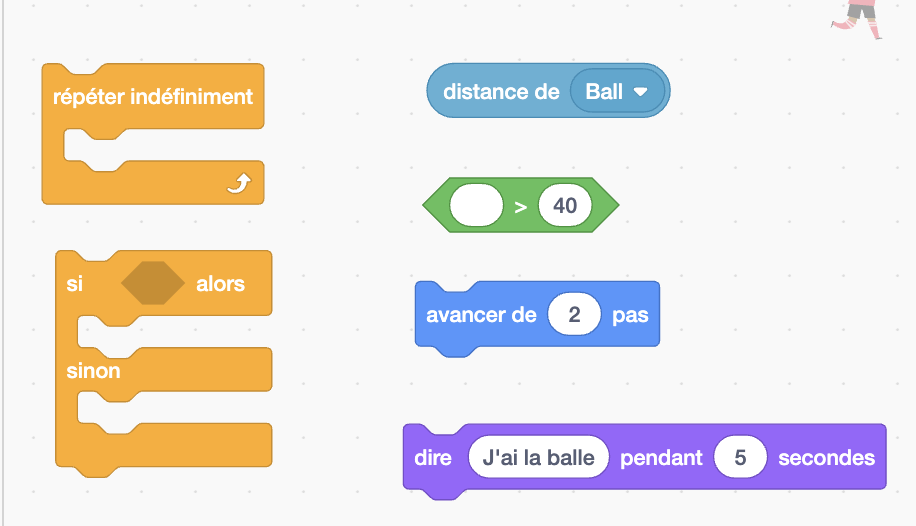 répéter indéfiniment
distance de Ball
> 40
si alors
sinon
avancer de 2 pas
dire J'ai la balle pendant 5 secondes